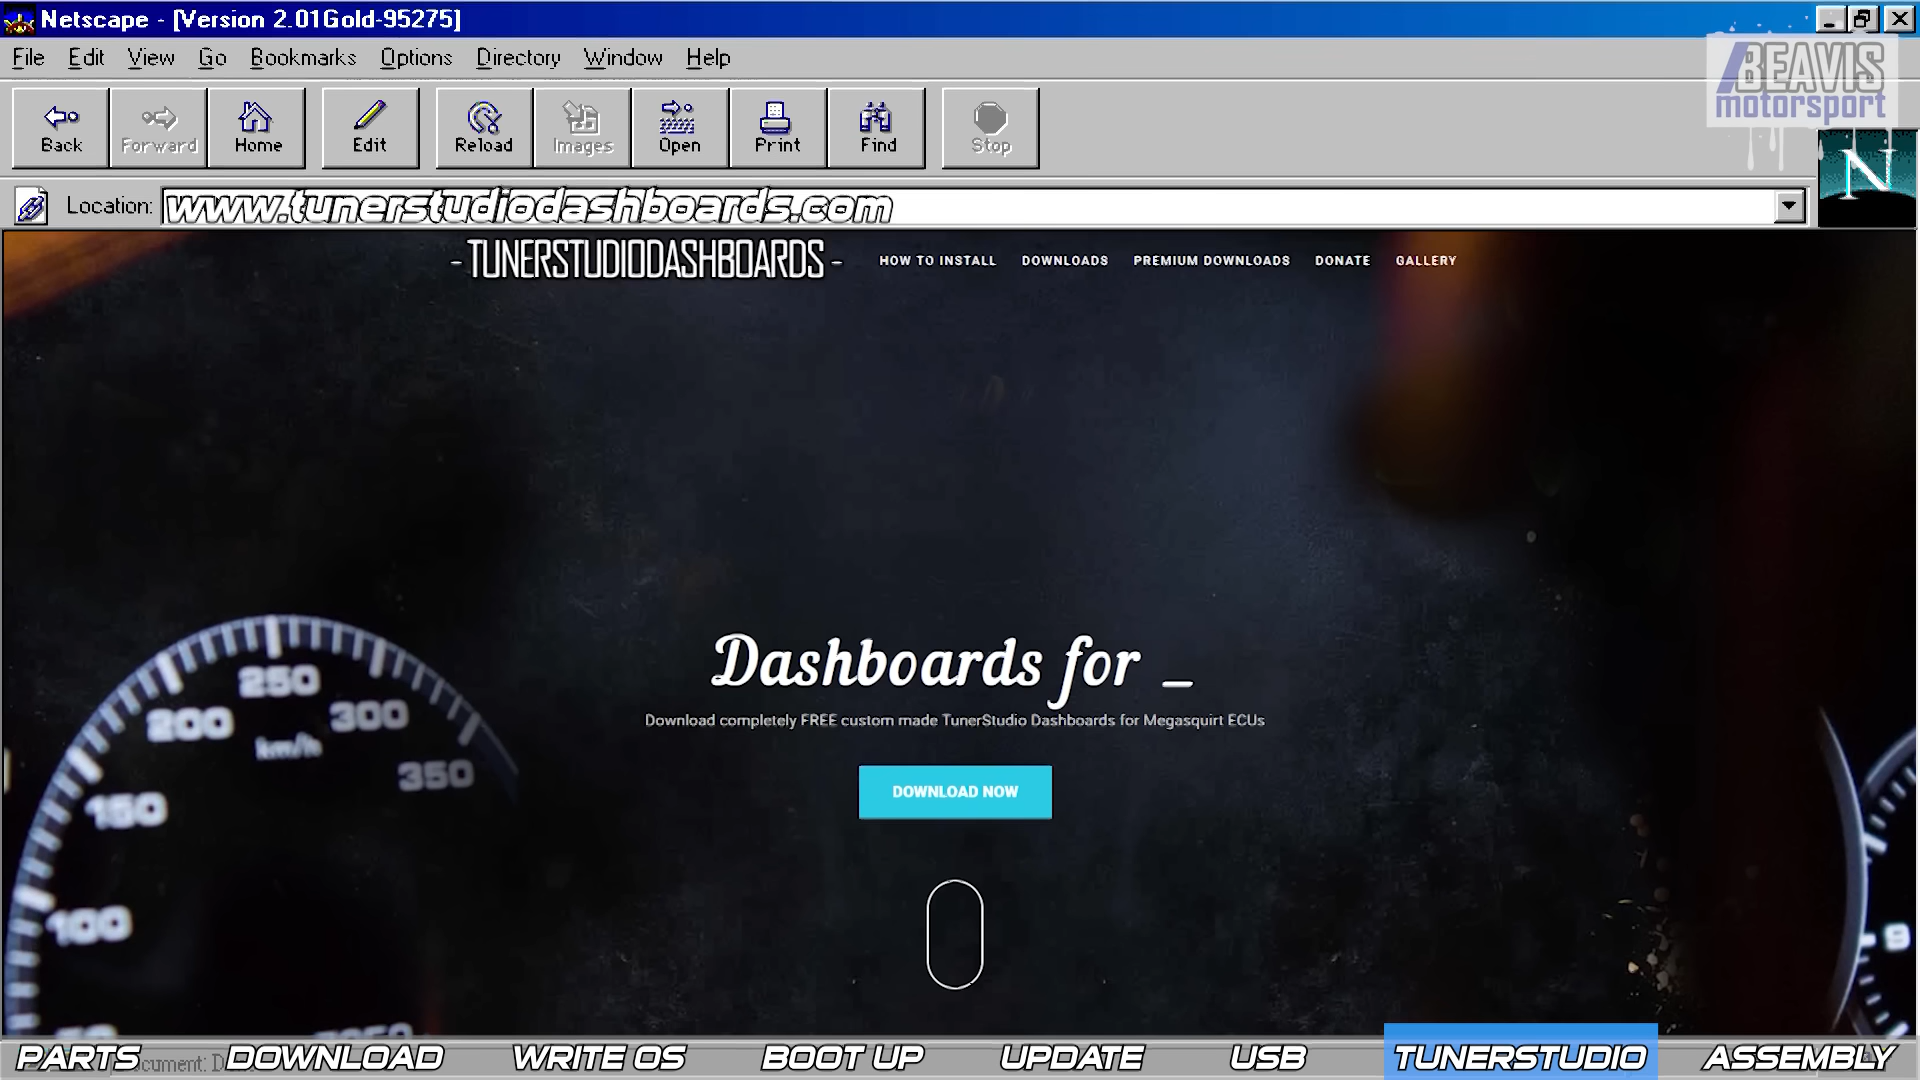 Netscape - [Version 2.01Gold-95275]
File Edit View Go Bookmarks Options Directory Window Help
BEAVIS
motorsport
Back Forward Home Edit Reload Images Open Print Find Stop
N
Location: www.tunerstudiodashboards.com
- TUNERSTUDIODASHBOARDS - HOW TO INSTALL DOWNLOADS PREMIUM DOWNLOADS DONATE GALLERY
Dashboards for _
Download completely FREE custom made TunerStudio Dashboards for Megasquirt ECUs
DOWNLOAD NOW
250
200 300
km/h
350
150
100
9
PARTS DOWNLOAD WRITE OS BOOT UP UPDATE USB TUNERSTUDIO ASSEMBLY